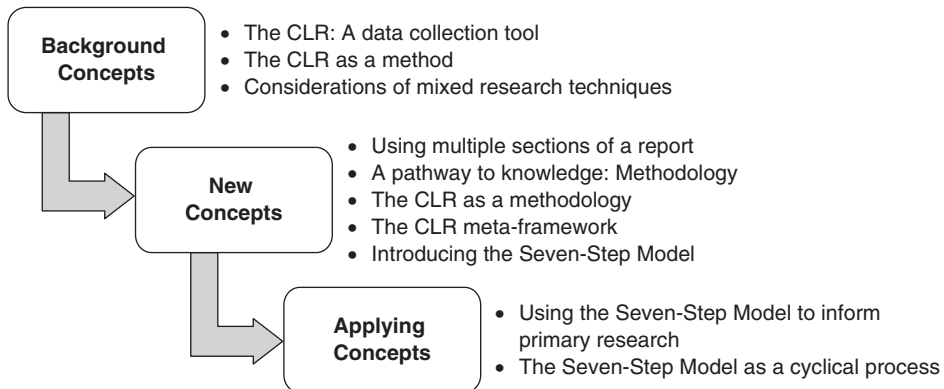 Background
Concepts
• The CLR: A data collection tool
• The CLR as a method
• Considerations of mixed research techniques
New
Concepts
• Using multiple sections of a report
• A pathway to knowledge: Methodology
• The CLR as a methodology
• The CLR meta-framework
• Introducing the Seven-Step Model
Applying
Concepts
• Using the Seven-Step Model to inform
primary research
• The Seven-Step Model as a cyclical process